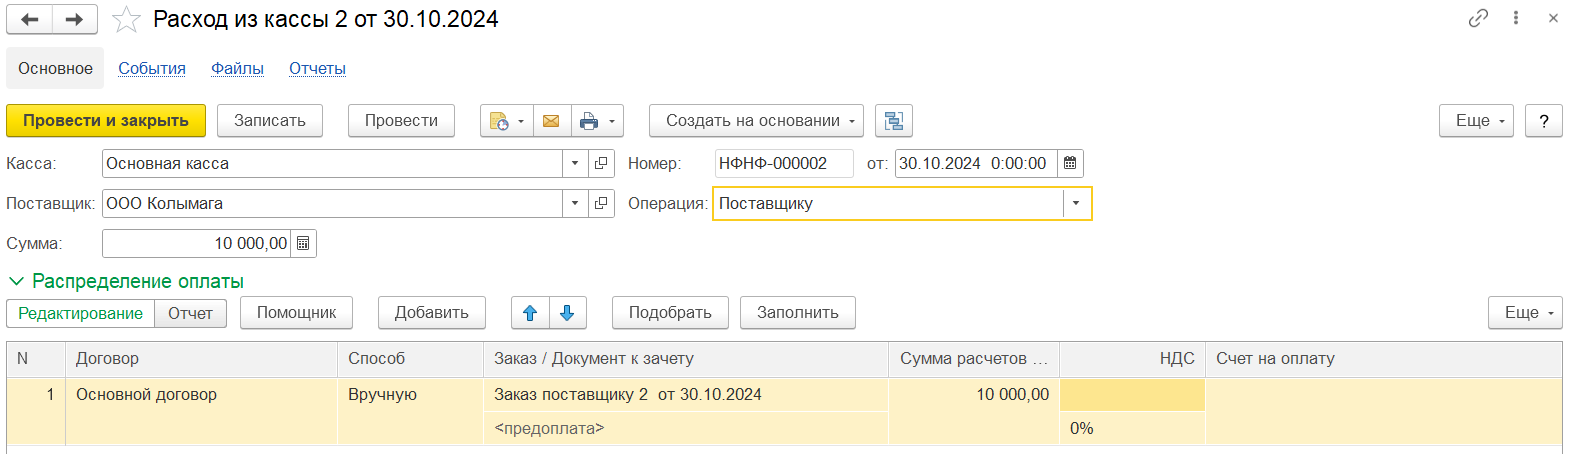 Расход из кассы 2 от 30.10.2024
Основное События Файлы Отчеты
Провести и закрыть Записать Провести Создать на основании Еще ?
Касса: Основная касса Номер: НФНФ-000002 от: 30.10.2024 0:00:00
Поставщик: ООО Колымага Операция: Поставщику
Сумма: 10 000,00
Распределение оплаты
Редактирование Отчет Помощник Добавить Подобрать Заполнить Еще
N Договор Способ Заказ / Документ к зачету Сумма расчетов ... НДС Счет на оплату
1 Основной договор Вручную Заказ поставщику 2 от 30.10.2024 10 000,00
<предоплата> 0%